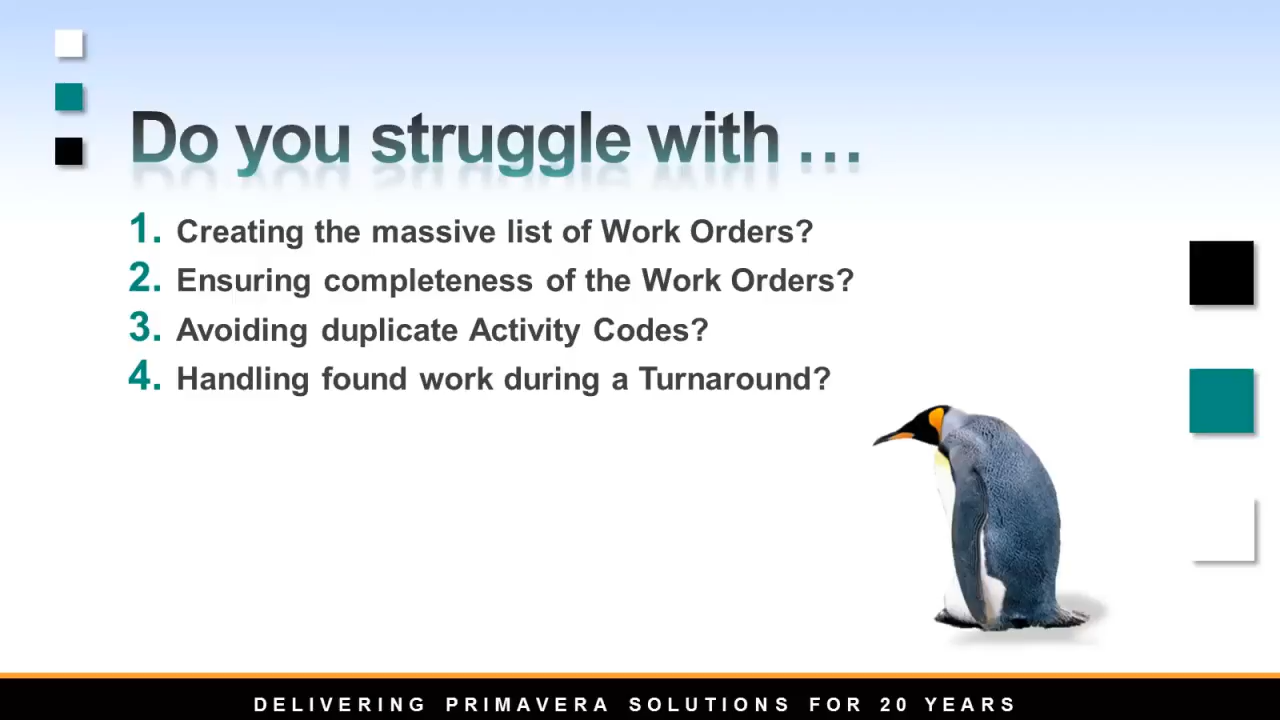 Do you struggle with ...
1. Creating the massive list of Work Orders?
2. Ensuring completeness of the Work Orders?
3. Avoiding duplicate Activity Codes?
4. Handling found work during a Turnaround?
DELIVERING PRIMAVERA SOLUTIONS FOR 20 YEARS